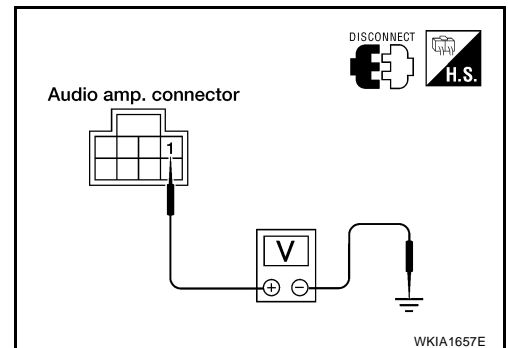 DISCONNECT
H.S.
Audio amp. connector
1
V
+ −
WKIA1657E